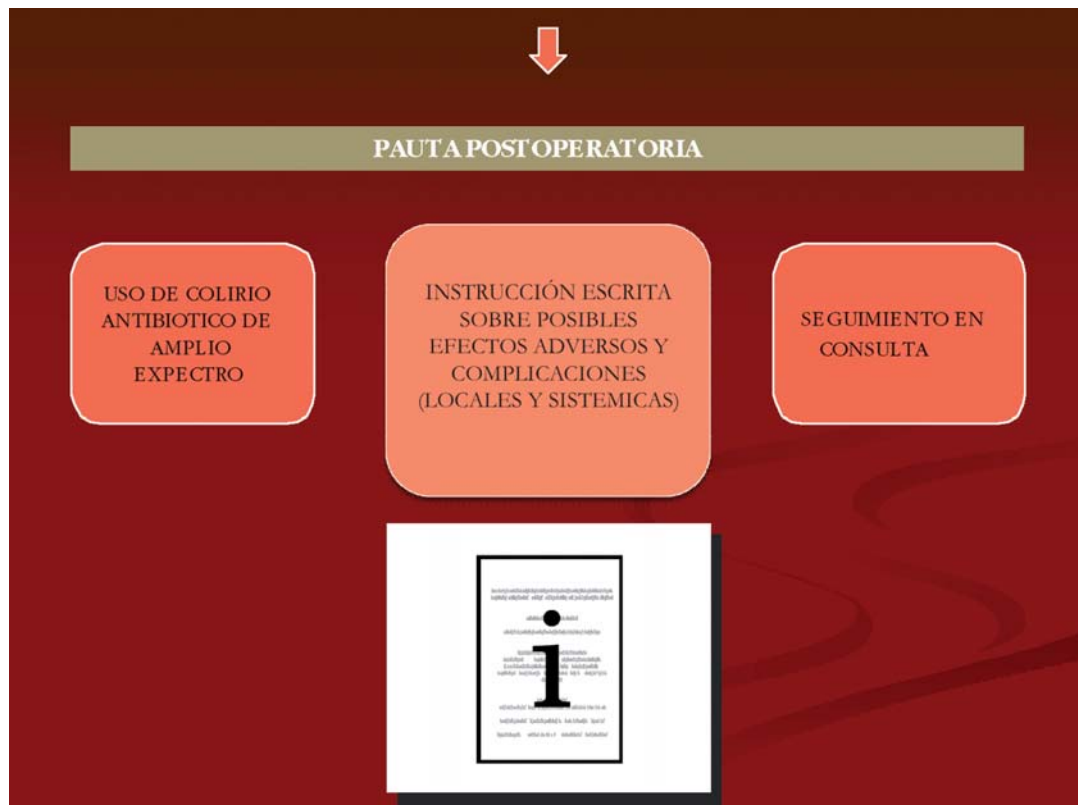 PAUTA POSTOPERATORIA
USO DE COLIRIO
ANTIBIOTICO DE
AMPLIO
EXPECTRO
INSTRUCCIÓN ESCRITA
SOBRE POSIBLES
EFECTOS ADVERSOS Y
COMPLICACIONES
(LOCALES Y SISTEMICAS)
SEGUIMIENTO EN
CONSULTA
i